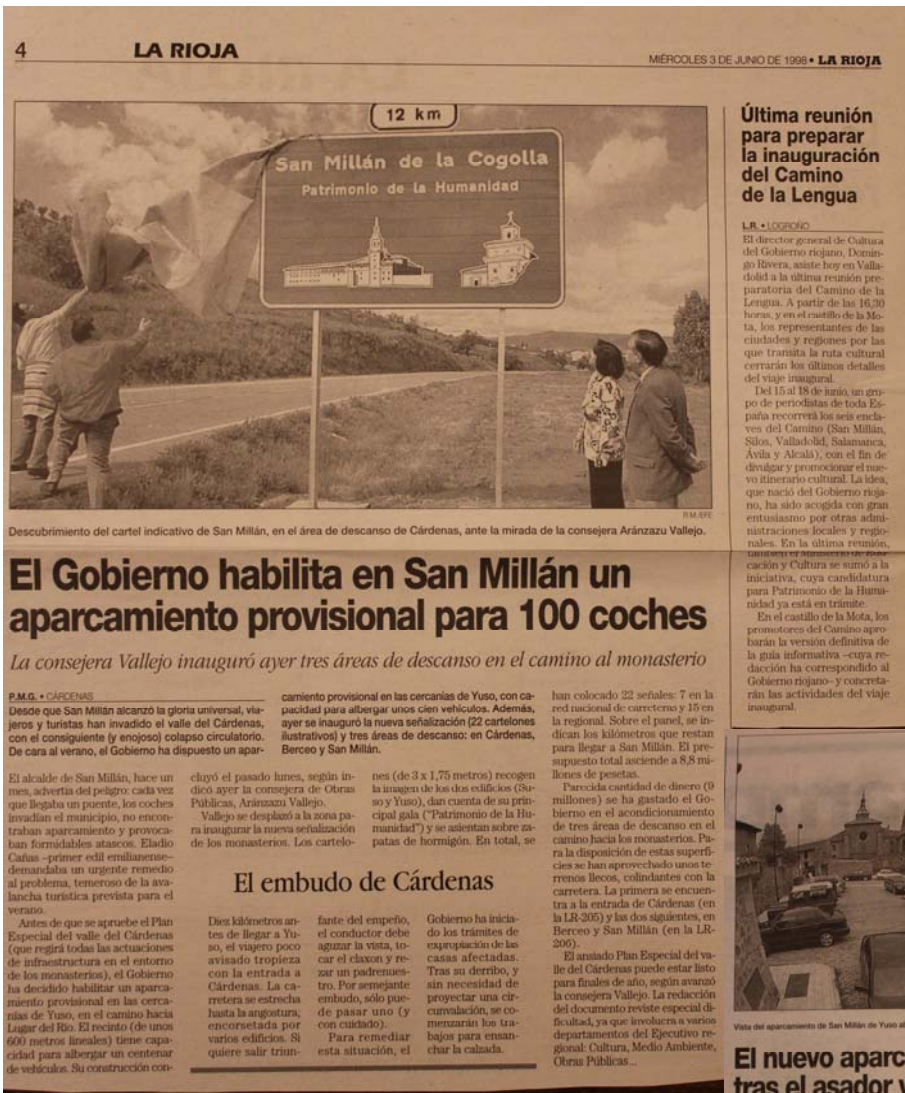 4
LA RIOJA
MIÉRCOLES 3 DE JUNIO DE 1998 • LA RIOJA
12 km
San Millán de la Cogolla
Patrimonio de la Humanidad
P.M./EFE
Descubrimiento del cartel indicativo de San Millán, en el área de descanso de Cárdenas, ante la mirada de la consejera Aránzazu Vallejo.
El Gobierno habilita en San Millán un
aparcamiento provisional para 100 coches
La consejera Vallejo inauguró ayer tres áreas de descanso en el camino al monasterio
P.M.G. • CÁRDENAS
Desde que San Millán alcanzó la gloria universal, via-
jeros y turistas han invadido el valle del Cárdenas,
con el consiguiente (y enojoso) colapso circulatorio.
De cara al verano, el Gobierno ha dispuesto un apar-
camiento provisional en las cercanías de Yuso, con ca-
pacidad para albergar unos cien vehículos. Además,
ayer se inauguró la nueva señalización (22 cartelones
ilustrativos) y tres áreas de descanso: en Cárdenas,
Berceo y San Millán.
El alcalde de San Millán, hace un
mes, advertía del peligro: cada vez
que llegaba un puente, los coches
invadían el municipio, no encon-
traban aparcamiento y provoca-
ban formidables atascos. Eladio
Cañas –primer edil emilianense–
demandaba un urgente remedio
al problema, temeroso de la ava-
lancha turística prevista para el
verano.
Antes de que se apruebe el Plan
Especial del valle del Cárdenas
(que regirá todas las actuaciones
de infraestructura en el entorno
de los monasterios), el Gobierno
ha decidido habilitar un aparca-
miento provisional en las cerca-
nías de Yuso, en el camino hacia
Lugar del Río. El recinto (de unos
600 metros lineales) tiene capa-
cidad para albergar un centenar
de vehículos. Su construcción con-
cluyó el pasado lunes, según in-
dicó ayer la consejera de Obras
Públicas, Aránzazu Vallejo.
Vallejo se desplazó a la zona pa-
ra inaugurar la nueva señalización
de los monasterios. Los cartelo-
nes (de 3 x 1,75 metros) recogen
la imagen de los dos edificios (Su-
so y Yuso), dan cuenta de su prin-
cipal gala ("Patrimonio de la Hu-
manidad") y se asientan sobre za-
patas de hormigón. En total, se
han colocado 22 señales: 7 en la
red nacional de carreteras y 15 en
la regional. Sobre el panel, se in-
dican los kilómetros que restan
para llegar a San Millán. El pre-
supuesto total asciende a 8,8 mi-
llones de pesetas.
Parecida cantidad de dinero (9
millones) se ha gastado el Go-
bierno en el acondicionamiento
de tres áreas de descanso en el
camino hacia los monasterios. Pa-
ra la disposición de estas superfi-
cies se han aprovechado unos te-
rrenos llecos, colindantes con la
carretera. La primera se encuen-
tra a la entrada de Cárdenas (en
la LR-205) y las dos siguientes, en
Berceo y San Millán (en la LR-
206).
El ansiado Plan Especial del va-
lle del Cárdenas puede estar listo
para finales de año, según avanzó
la consejera Vallejo. La redacción
del documento reviste especial di-
ficultad, ya que involucra a varios
departamentos del Ejecutivo re-
gional: Cultura, Medio Ambiente,
Obras Públicas...
El embudo de Cárdenas
Diez kilómetros an-
tes de llegar a Yu-
so, el viajero poco
avisado tropieza
con la entrada a
Cárdenas. La ca-
rretera se estrecha
hasta la angostura,
encorsetada por
varios edificios. Si
quiere salir triun-
fante del empeño,
el conductor debe
aguzar la vista, to-
car el claxon y re-
zar un padrenues-
tro. Por semejante
embudo, sólo pue-
de pasar uno (y
con cuidado).
Para remediar
esta situación, el
Gobierno ha inicia-
do los trámites de
expropiación de las
casas afectadas.
Tras su derribo, y
sin necesidad de
proyectar una cir-
cunvalación, se co-
menzarán los tra-
bajos para ensan-
char la calzada.
Última reunión
para preparar
la inauguración
del Camino
de la Lengua
L.R. • LOGROÑO
El director general de Cultura
del Gobierno riojano, Domin-
go Rivera, asiste hoy en Valla-
dolid a la última reunión pre-
paratoria del Camino de la
Lengua. A partir de las 16,30
horas, y en el castillo de la Mo-
ta, los representantes de las
ciudades y regiones por las
que transita la ruta cultural
cerrarán los últimos detalles
del viaje inaugural.
Del 15 al 18 de junio, un gru-
po de periodistas de toda Es-
paña recorrerá los seis encla-
ves del Camino (San Millán,
Silos, Valladolid, Salamanca,
Ávila y Alcalá), con el fin de
divulgar y promocionar el nue-
vo itinerario cultural. La idea,
que nació del Gobierno rioja-
no, ha sido acogida con gran
entusiasmo por otras admi-
nistraciones locales y regio-
nales. En la última reunión,
también el Ministerio de Edu-
cación y Cultura se sumó a la
iniciativa, cuya candidatura
para Patrimonio de la Huma-
nidad ya está en trámite.
En el castillo de la Mota, los
promotores del Camino apro-
barán la versión definitiva de
la guía informativa –cuya re-
dacción ha correspondido al
Gobierno riojano– y concreta-
rán las actividades del viaje
inaugural.
Vista del aparcamiento de San Millán de Yuso
El nuevo aparc
tras el asador